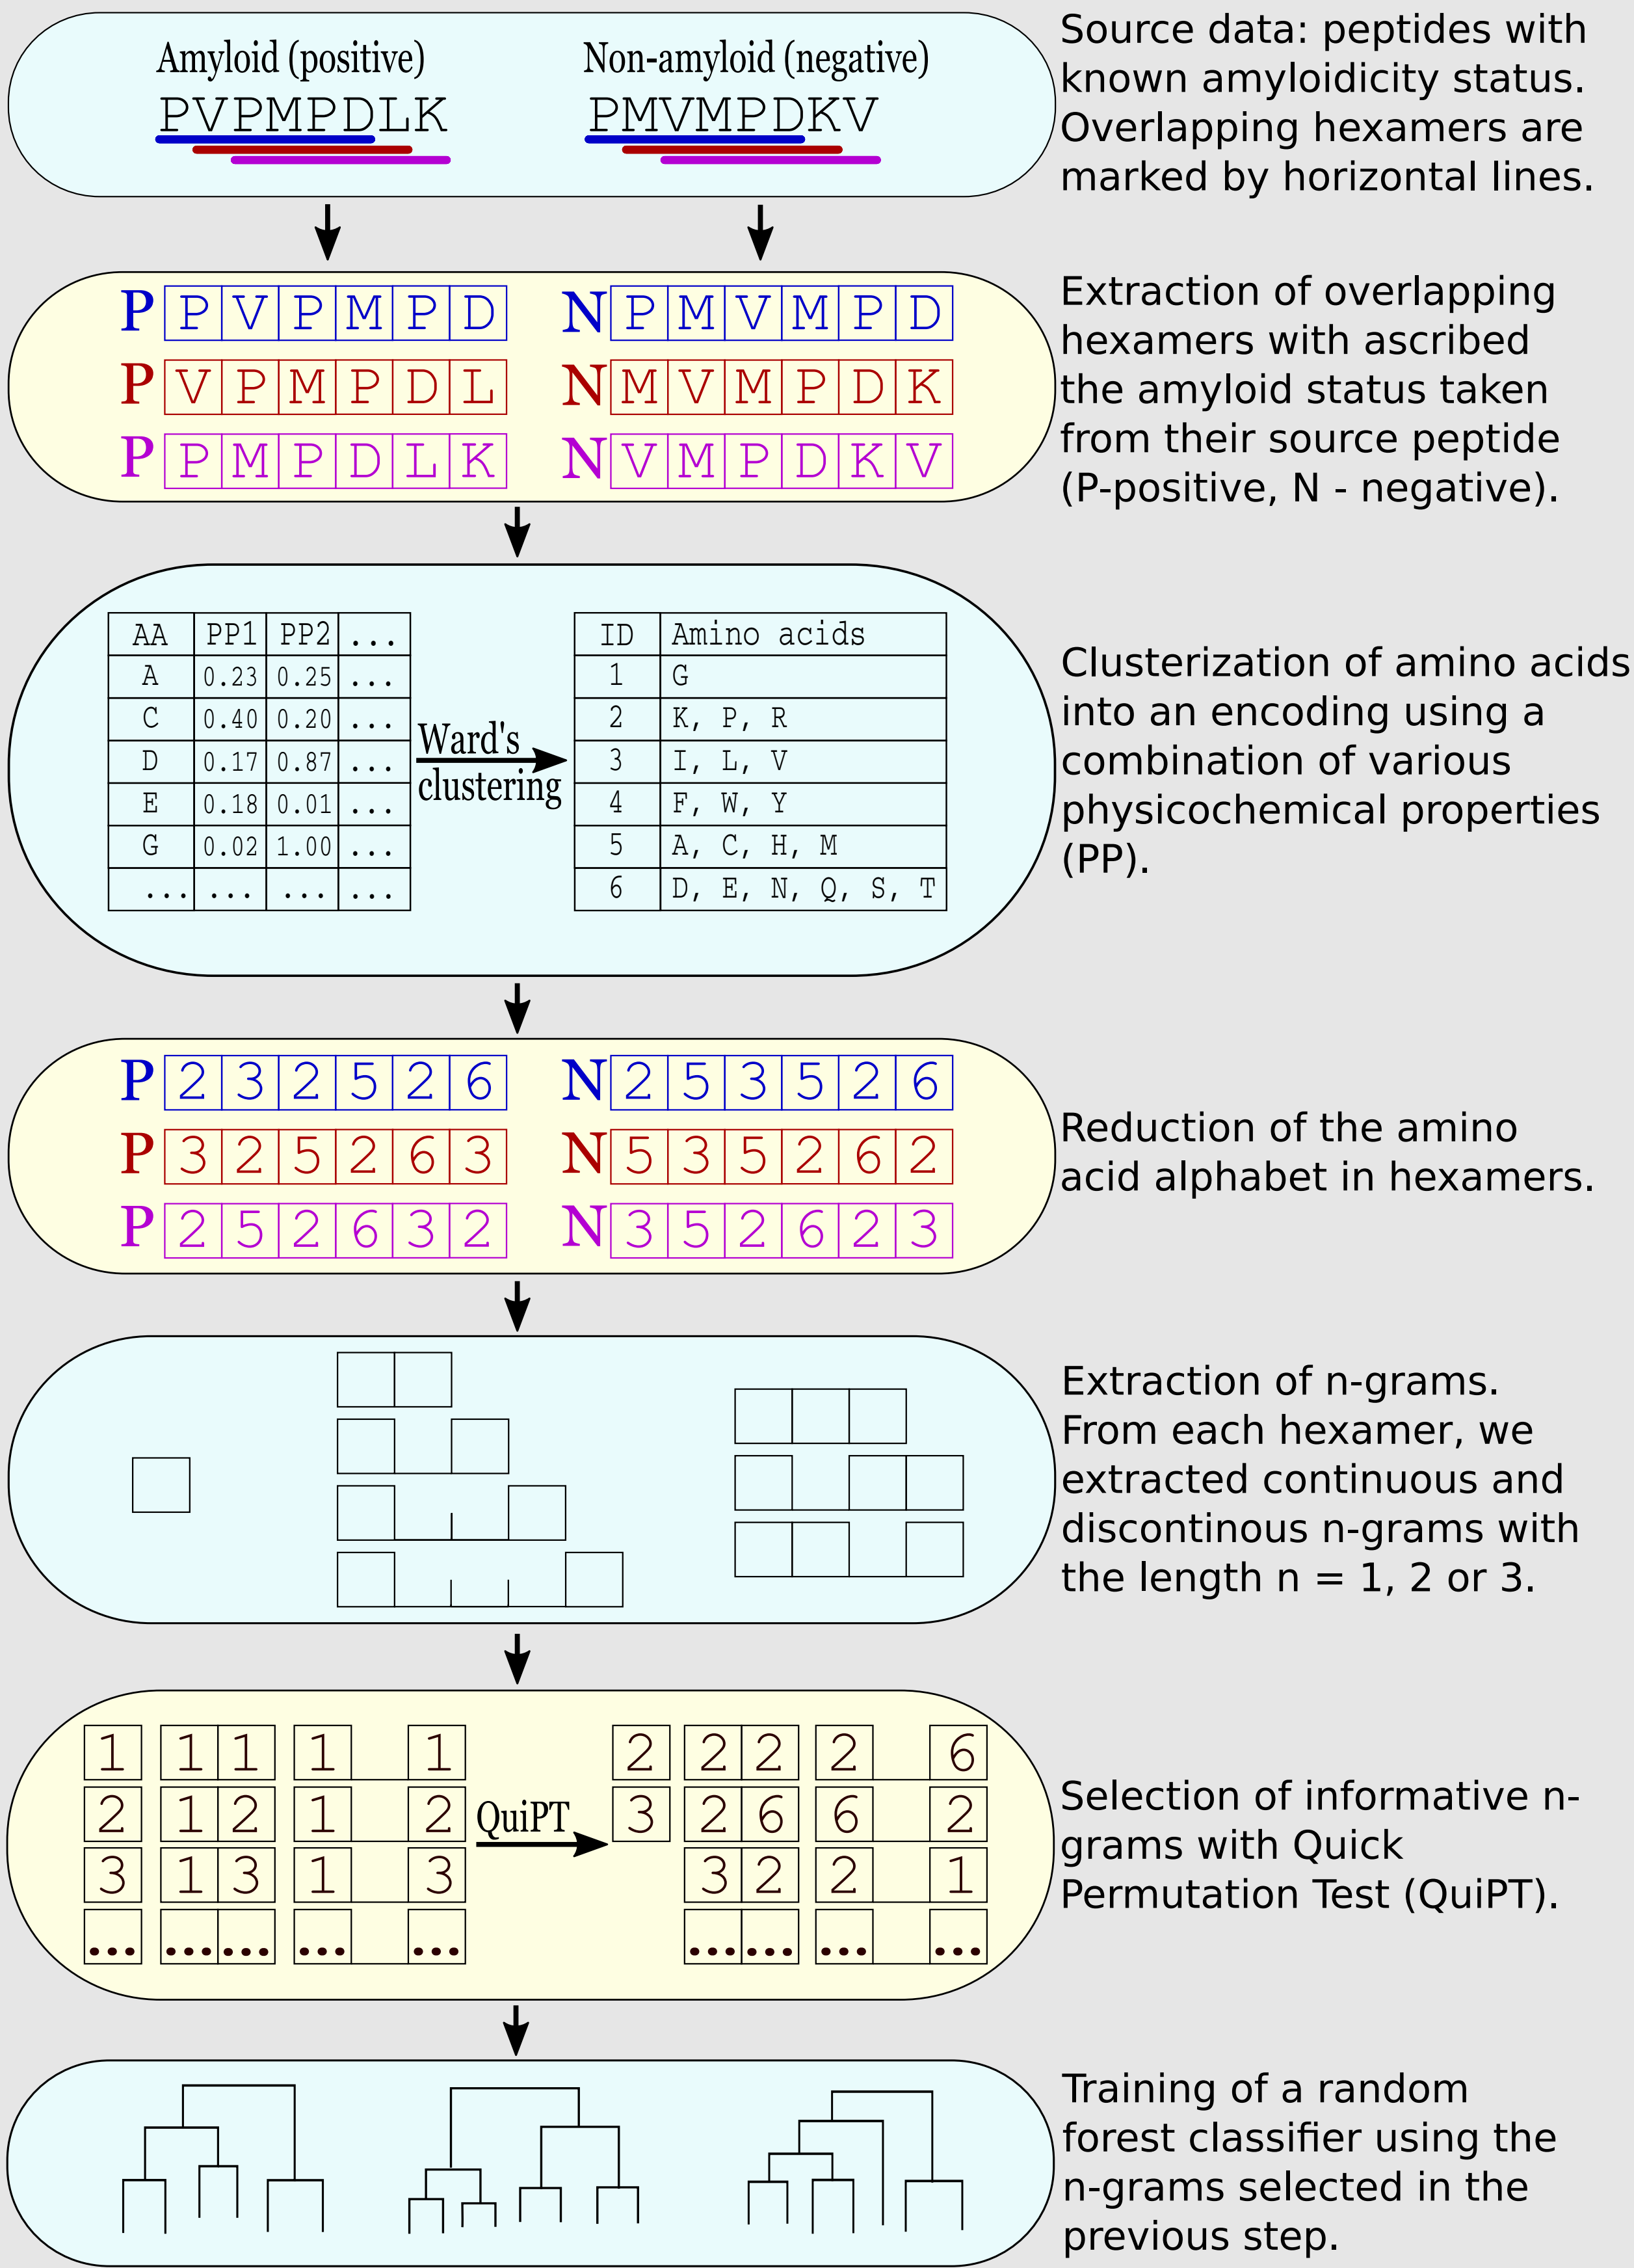 Amyloid (positive) Non-amyloid (negative)
PVPMPDLK PMVMPDKV
Source data: peptides with
known amyloidicity status.
Overlapping hexamers are
marked by horizontal lines.
P P V P M P D N P M V M P D
P V P M P D L N M V M P D K
P P M P D L K N V M P D K V
Extraction of overlapping
hexamers with ascribed
the amyloid status taken
from their source peptide
(P-positive, N - negative).
AA PP1 PP2 ...
A 0.23 0.25 ...
C 0.40 0.20 ...
D 0.17 0.87 ...
E 0.18 0.01 ...
G 0.02 1.00 ...
... ... ... ...
Ward's
clustering
ID Amino acids
1 G
2 K, P, R
3 I, L, V
4 F, W, Y
5 A, C, H, M
6 D, E, N, Q, S, T
Clusterization of amino acids
into an encoding using a
combination of various
physicochemical properties
(PP).
P 2 3 2 5 2 6 N 2 5 3 5 2 6
P 3 2 5 2 6 3 N 5 3 5 2 6 2
P 2 5 2 6 3 2 N 3 5 2 6 2 3
Reduction of the amino
acid alphabet in hexamers.
Extraction of n-grams.
From each hexamer, we
extracted continuous and
discontinous n-grams with
the length n = 1, 2 or 3.
1 1 1 1 1
2 1 2 1 2
3 1 3 1 3
... ... ... ... ...
QuiPT
2 2 2 2 6
3 2 6 6 2
3 2 2 1
... ... ... ...
Selection of informative n-
grams with Quick
Permutation Test (QuiPT).
Training of a random
forest classifier using the
n-grams selected in the
previous step.